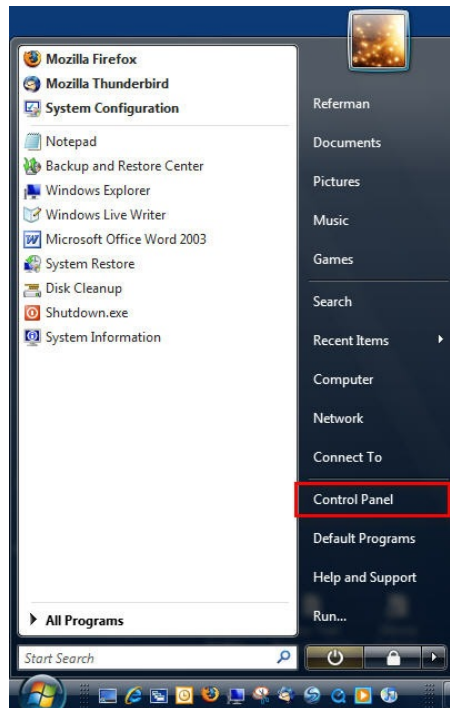 Mozilla Firefox
Mozilla Thunderbird
System Configuration
Notepad
Backup and Restore Center
Windows Explorer
Windows Live Writer
Microsoft Office Word 2003
System Restore
Disk Cleanup
Shutdown.exe
System Information
All Programs
Start Search
Referman
Documents
Pictures
Music
Games
Search
Recent Items
Computer
Network
Connect To
Control Panel
Default Programs
Help and Support
Run...